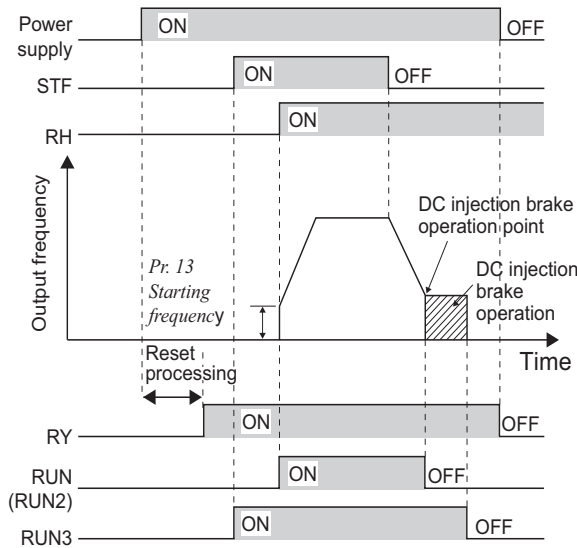 Power
supply
ON
OFF
STF
ON
OFF
RH
ON
Output frequency
Pr. 13
Starting
frequency
DC injection brake
operation point
DC injection
brake
operation
Time
Reset
processing
RY
ON
OFF
RUN
(RUN2)
ON
OFF
RUN3
ON
OFF